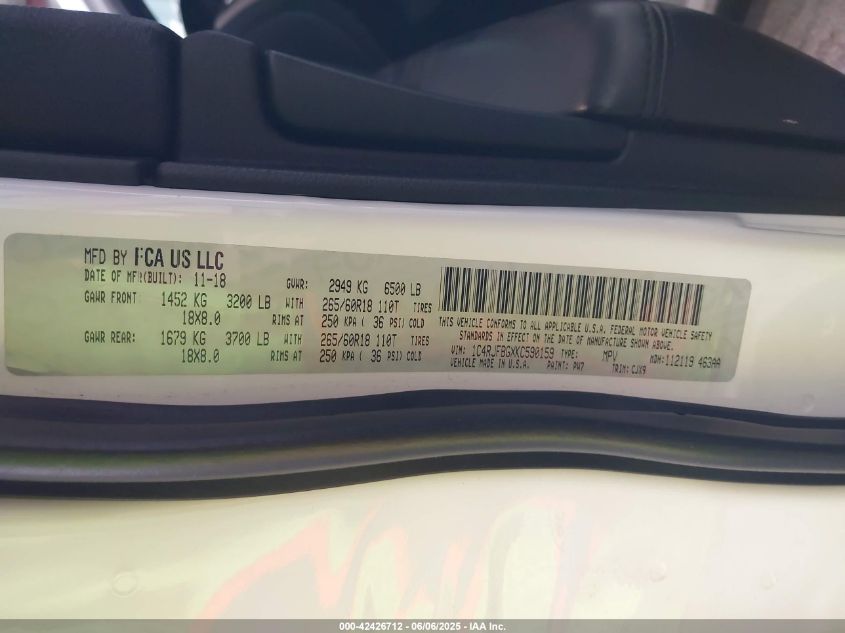 MFD BY FCA US LLC
DATE OF MFR(BUILT): 11-18 GVWR: 2949 KG 6500 LB
GAWR FRONT: 1452 KG 3200 LB WITH 265/60R18 110T TIRES
18X8.0 RIMS AT 250 KPA ( 36 PSI) COLD
GAWR REAR: 1679 KG 3700 LB WITH 265/60R18 110T TIRES
18X8.0 RIMS AT 250 KPA ( 36 PSI) COLD
THIS VEHICLE CONFORMS TO ALL APPLICABLE U.S.A. FEDERAL MOTOR VEHICLE SAFETY
STANDARDS IN EFFECT ON THE DATE OF MANUFACTURE SHOWN ABOVE.
VIN: 1C4RJFBGXKC590159 TYPE: MPV MDH: 112119 463AA
VEHICLE MADE IN U.S.A. PAINT: PW7 TRIM: CJX9
000-42426712 - 06/06/2025 - IAA Inc.